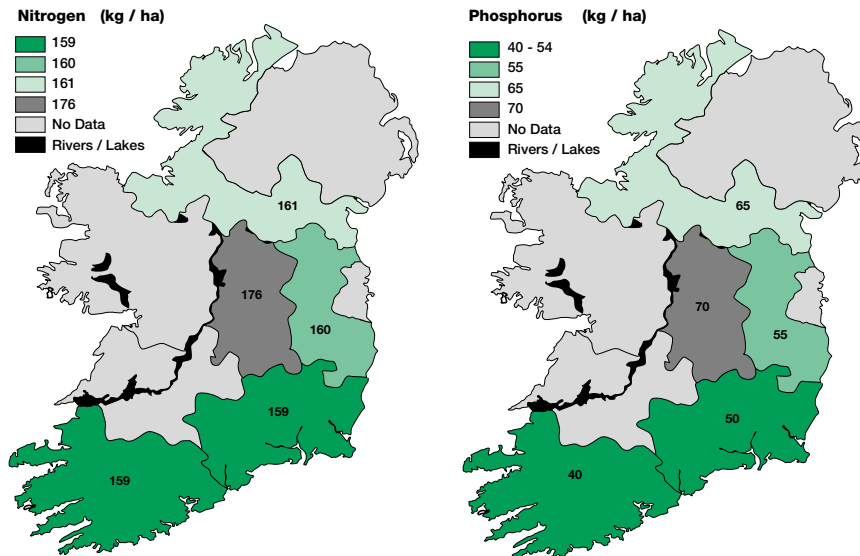 Nitrogen (kg / ha)
159
160
161
176
No Data
Rivers / Lakes
161
176
160
159
159
Phosphorus (kg / ha)
40 - 54
55
65
70
No Data
Rivers / Lakes
65
70
55
50
40